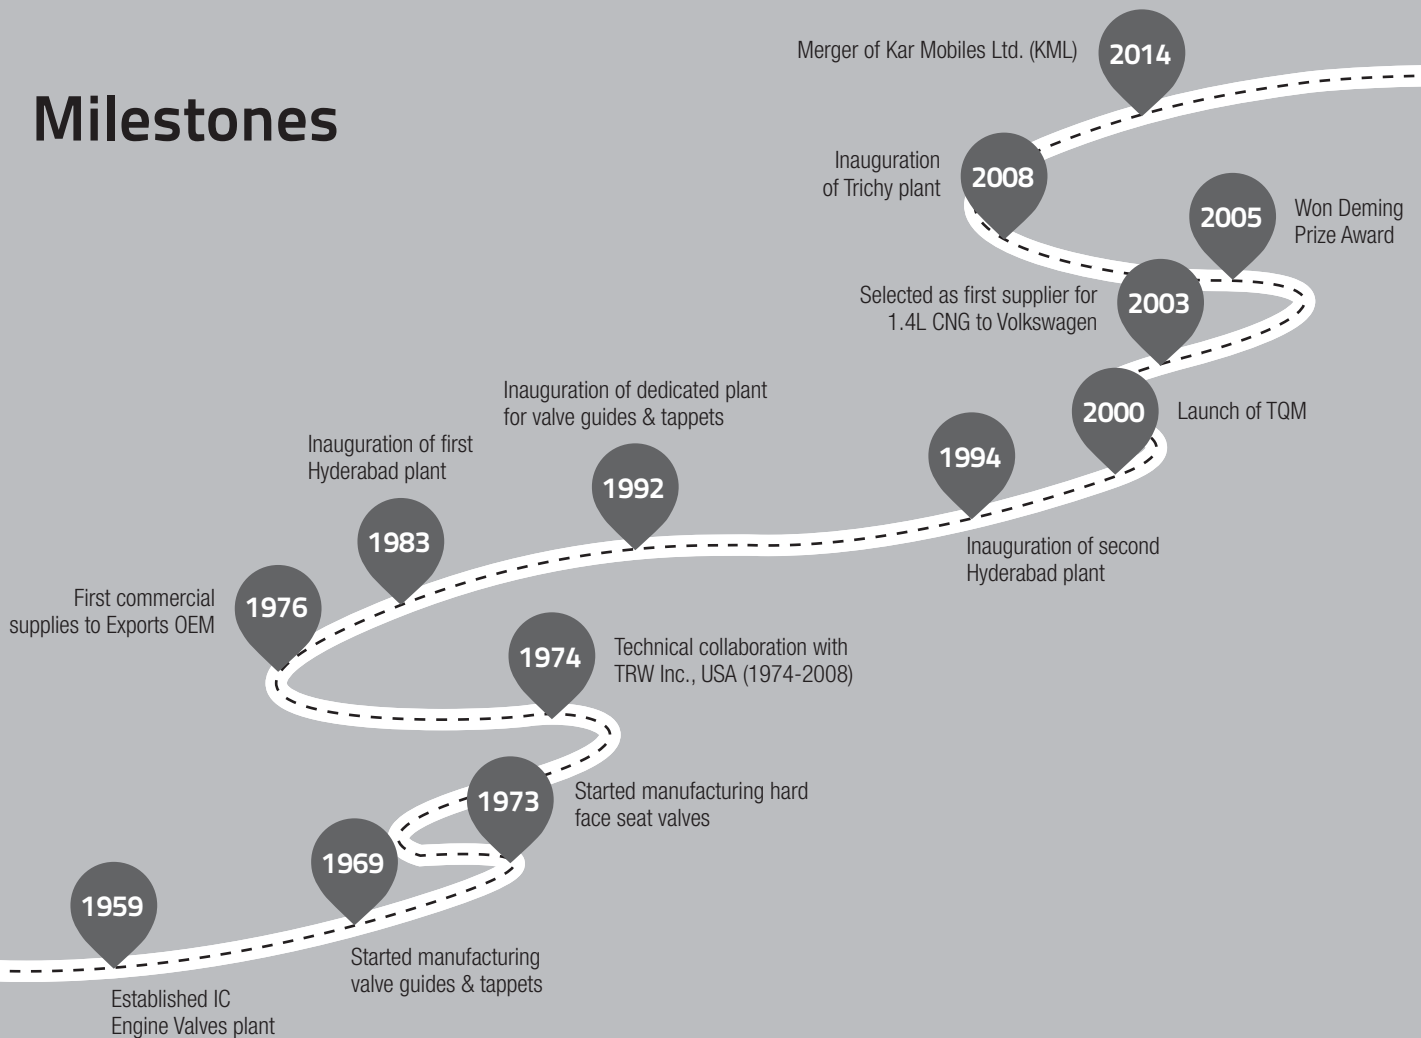 Milestones
Merger of Kar Mobiles Ltd. (KML)
2014
Inauguration
of Trichy plant
2008
2005
Won Deming
Prize Award
Selected as first supplier for
1.4L CNG to Volkswagen
2003
2000
Launch of TQM
1994
Inauguration of second
Hyderabad plant
Inauguration of dedicated plant
for valve guides & tappets
1992
Inauguration of first
Hyderabad plant
1983
First commercial
supplies to Exports OEM
1976
1974
Technical collaboration with
TRW Inc., USA (1974-2008)
1973
Started manufacturing hard
face seat valves
1969
Started manufacturing
valve guides & tappets
1959
Established IC
Engine Valves plant